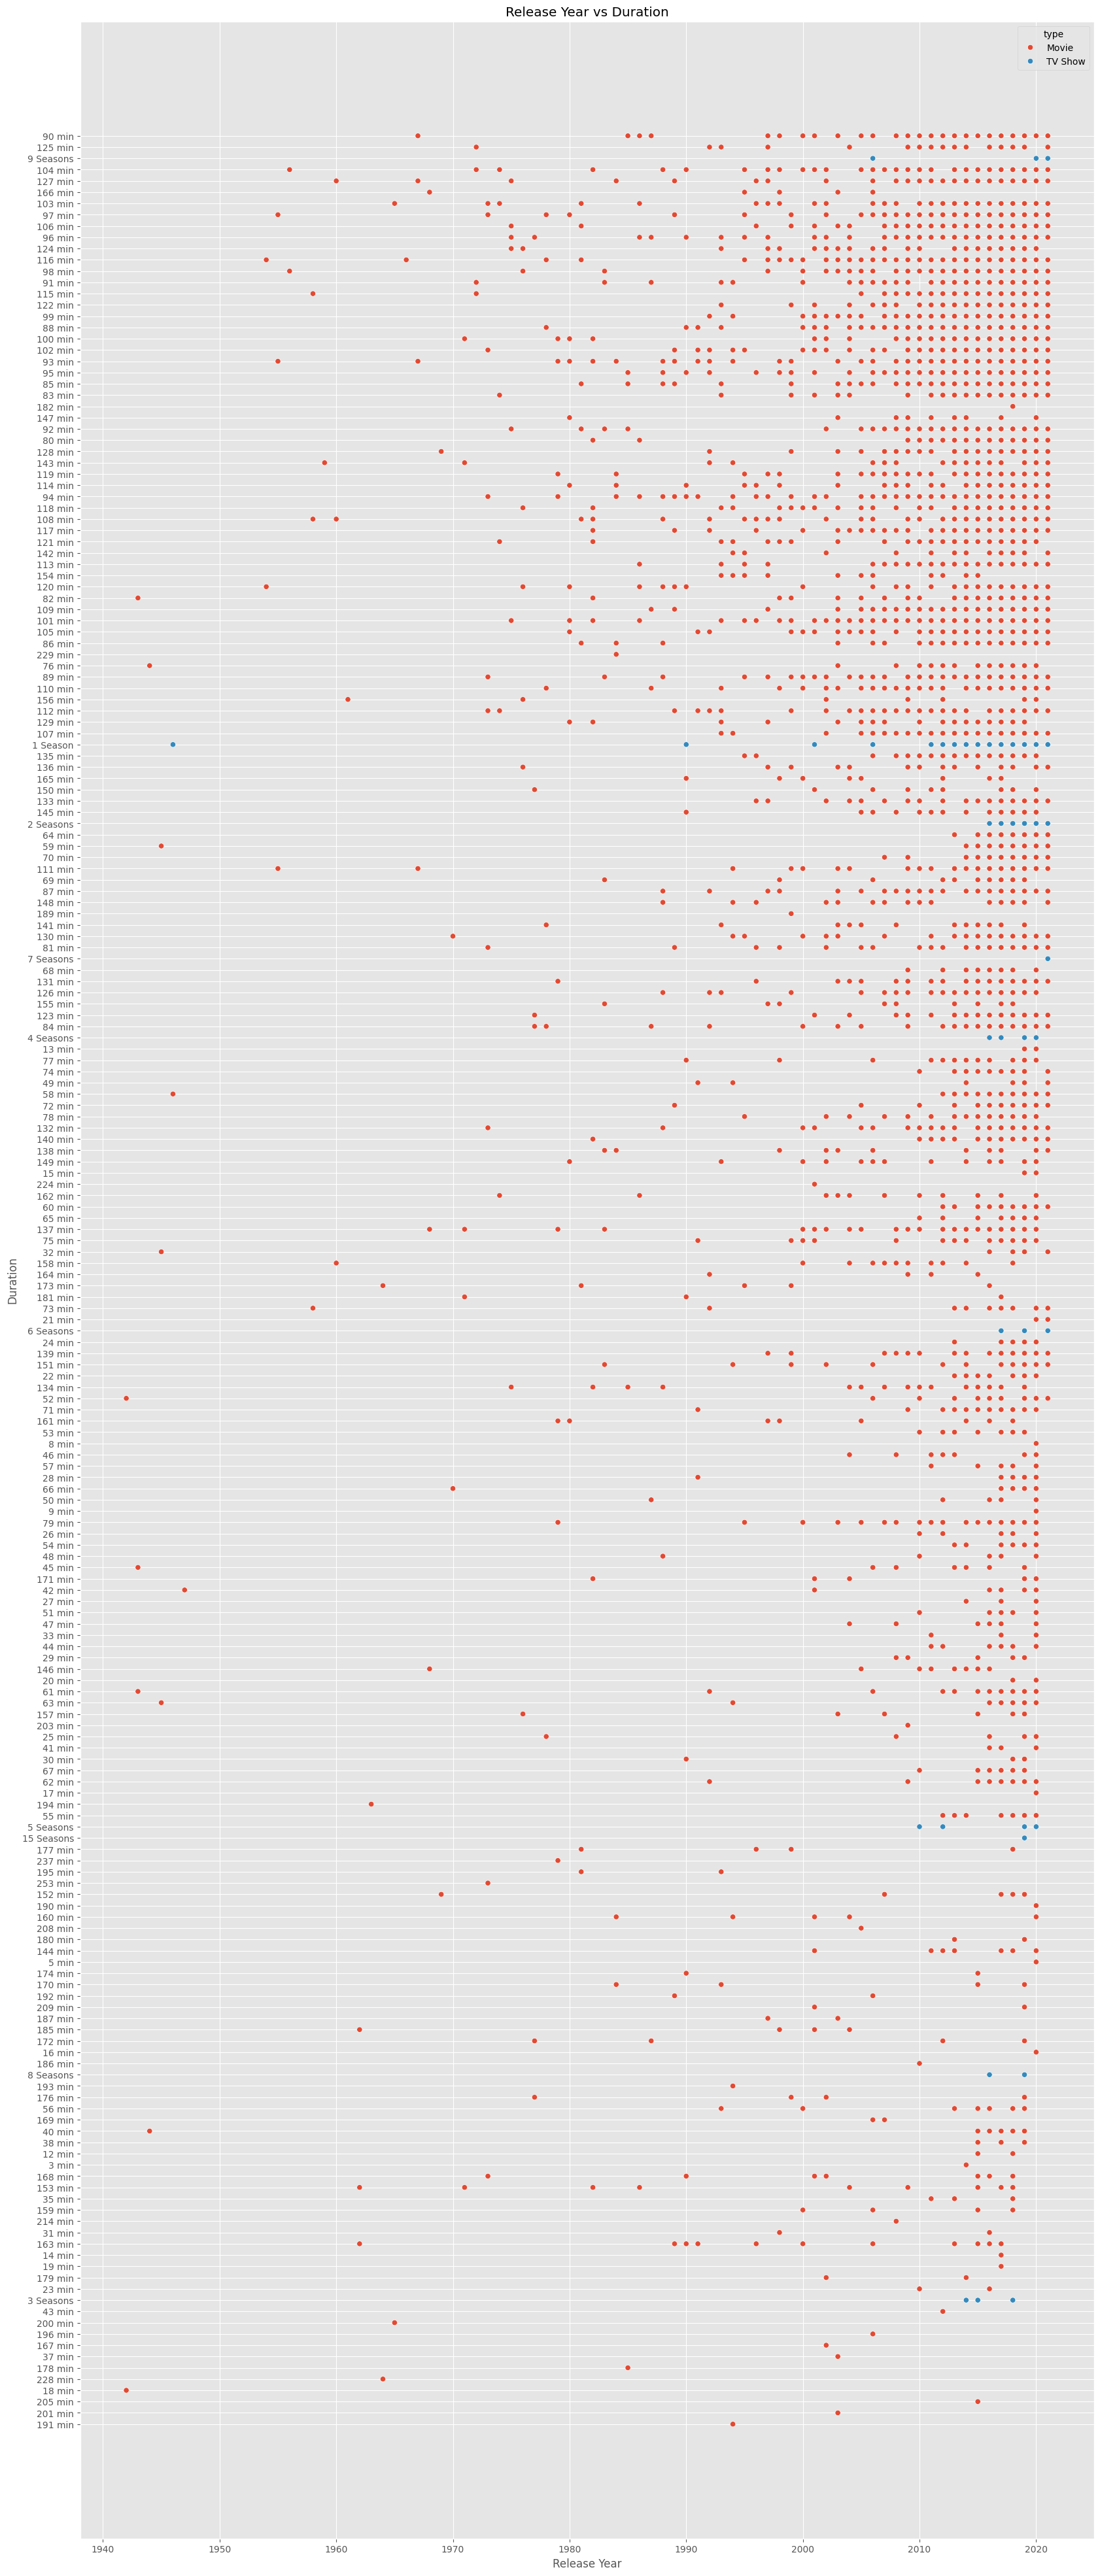 Release Year vs Duration
type
Movie
TV Show
90 min
125 min
9 Seasons
104 min
127 min
166 min
103 min
97 min
106 min
96 min
124 min
116 min
98 min
91 min
115 min
122 min
99 min
88 min
100 min
102 min
93 min
95 min
85 min
83 min
182 min
147 min
92 min
80 min
128 min
143 min
119 min
114 min
94 min
118 min
108 min
117 min
121 min
142 min
113 min
154 min
120 min
82 min
109 min
101 min
105 min
86 min
229 min
76 min
89 min
110 min
156 min
112 min
129 min
107 min
1 Season
135 min
136 min
165 min
150 min
133 min
145 min
2 Seasons
64 min
59 min
70 min
111 min
69 min
87 min
148 min
189 min
141 min
130 min
81 min
7 Seasons
68 min
131 min
126 min
155 min
123 min
84 min
4 Seasons
13 min
77 min
74 min
49 min
58 min
72 min
78 min
132 min
140 min
138 min
149 min
15 min
224 min
162 min
60 min
65 min
137 min
75 min
32 min
158 min
164 min
173 min
181 min
73 min
21 min
6 Seasons
24 min
139 min
151 min
22 min
134 min
52 min
71 min
161 min
53 min
8 min
46 min
57 min
28 min
66 min
50 min
9 min
79 min
26 min
54 min
48 min
45 min
171 min
42 min
27 min
51 min
47 min
33 min
44 min
29 min
146 min
20 min
61 min
63 min
157 min
203 min
25 min
41 min
30 min
67 min
62 min
17 min
194 min
55 min
5 Seasons
15 Seasons
177 min
237 min
195 min
253 min
152 min
190 min
160 min
208 min
180 min
144 min
5 min
174 min
170 min
192 min
209 min
187 min
185 min
172 min
16 min
186 min
8 Seasons
193 min
176 min
56 min
169 min
40 min
38 min
12 min
3 min
168 min
153 min
35 min
159 min
214 min
31 min
163 min
14 min
19 min
179 min
23 min
3 Seasons
43 min
200 min
196 min
167 min
37 min
178 min
228 min
18 min
205 min
201 min
191 min
Duration
1940 1950 1960 1970 1980 1990 2000 2010 2020
Release Year